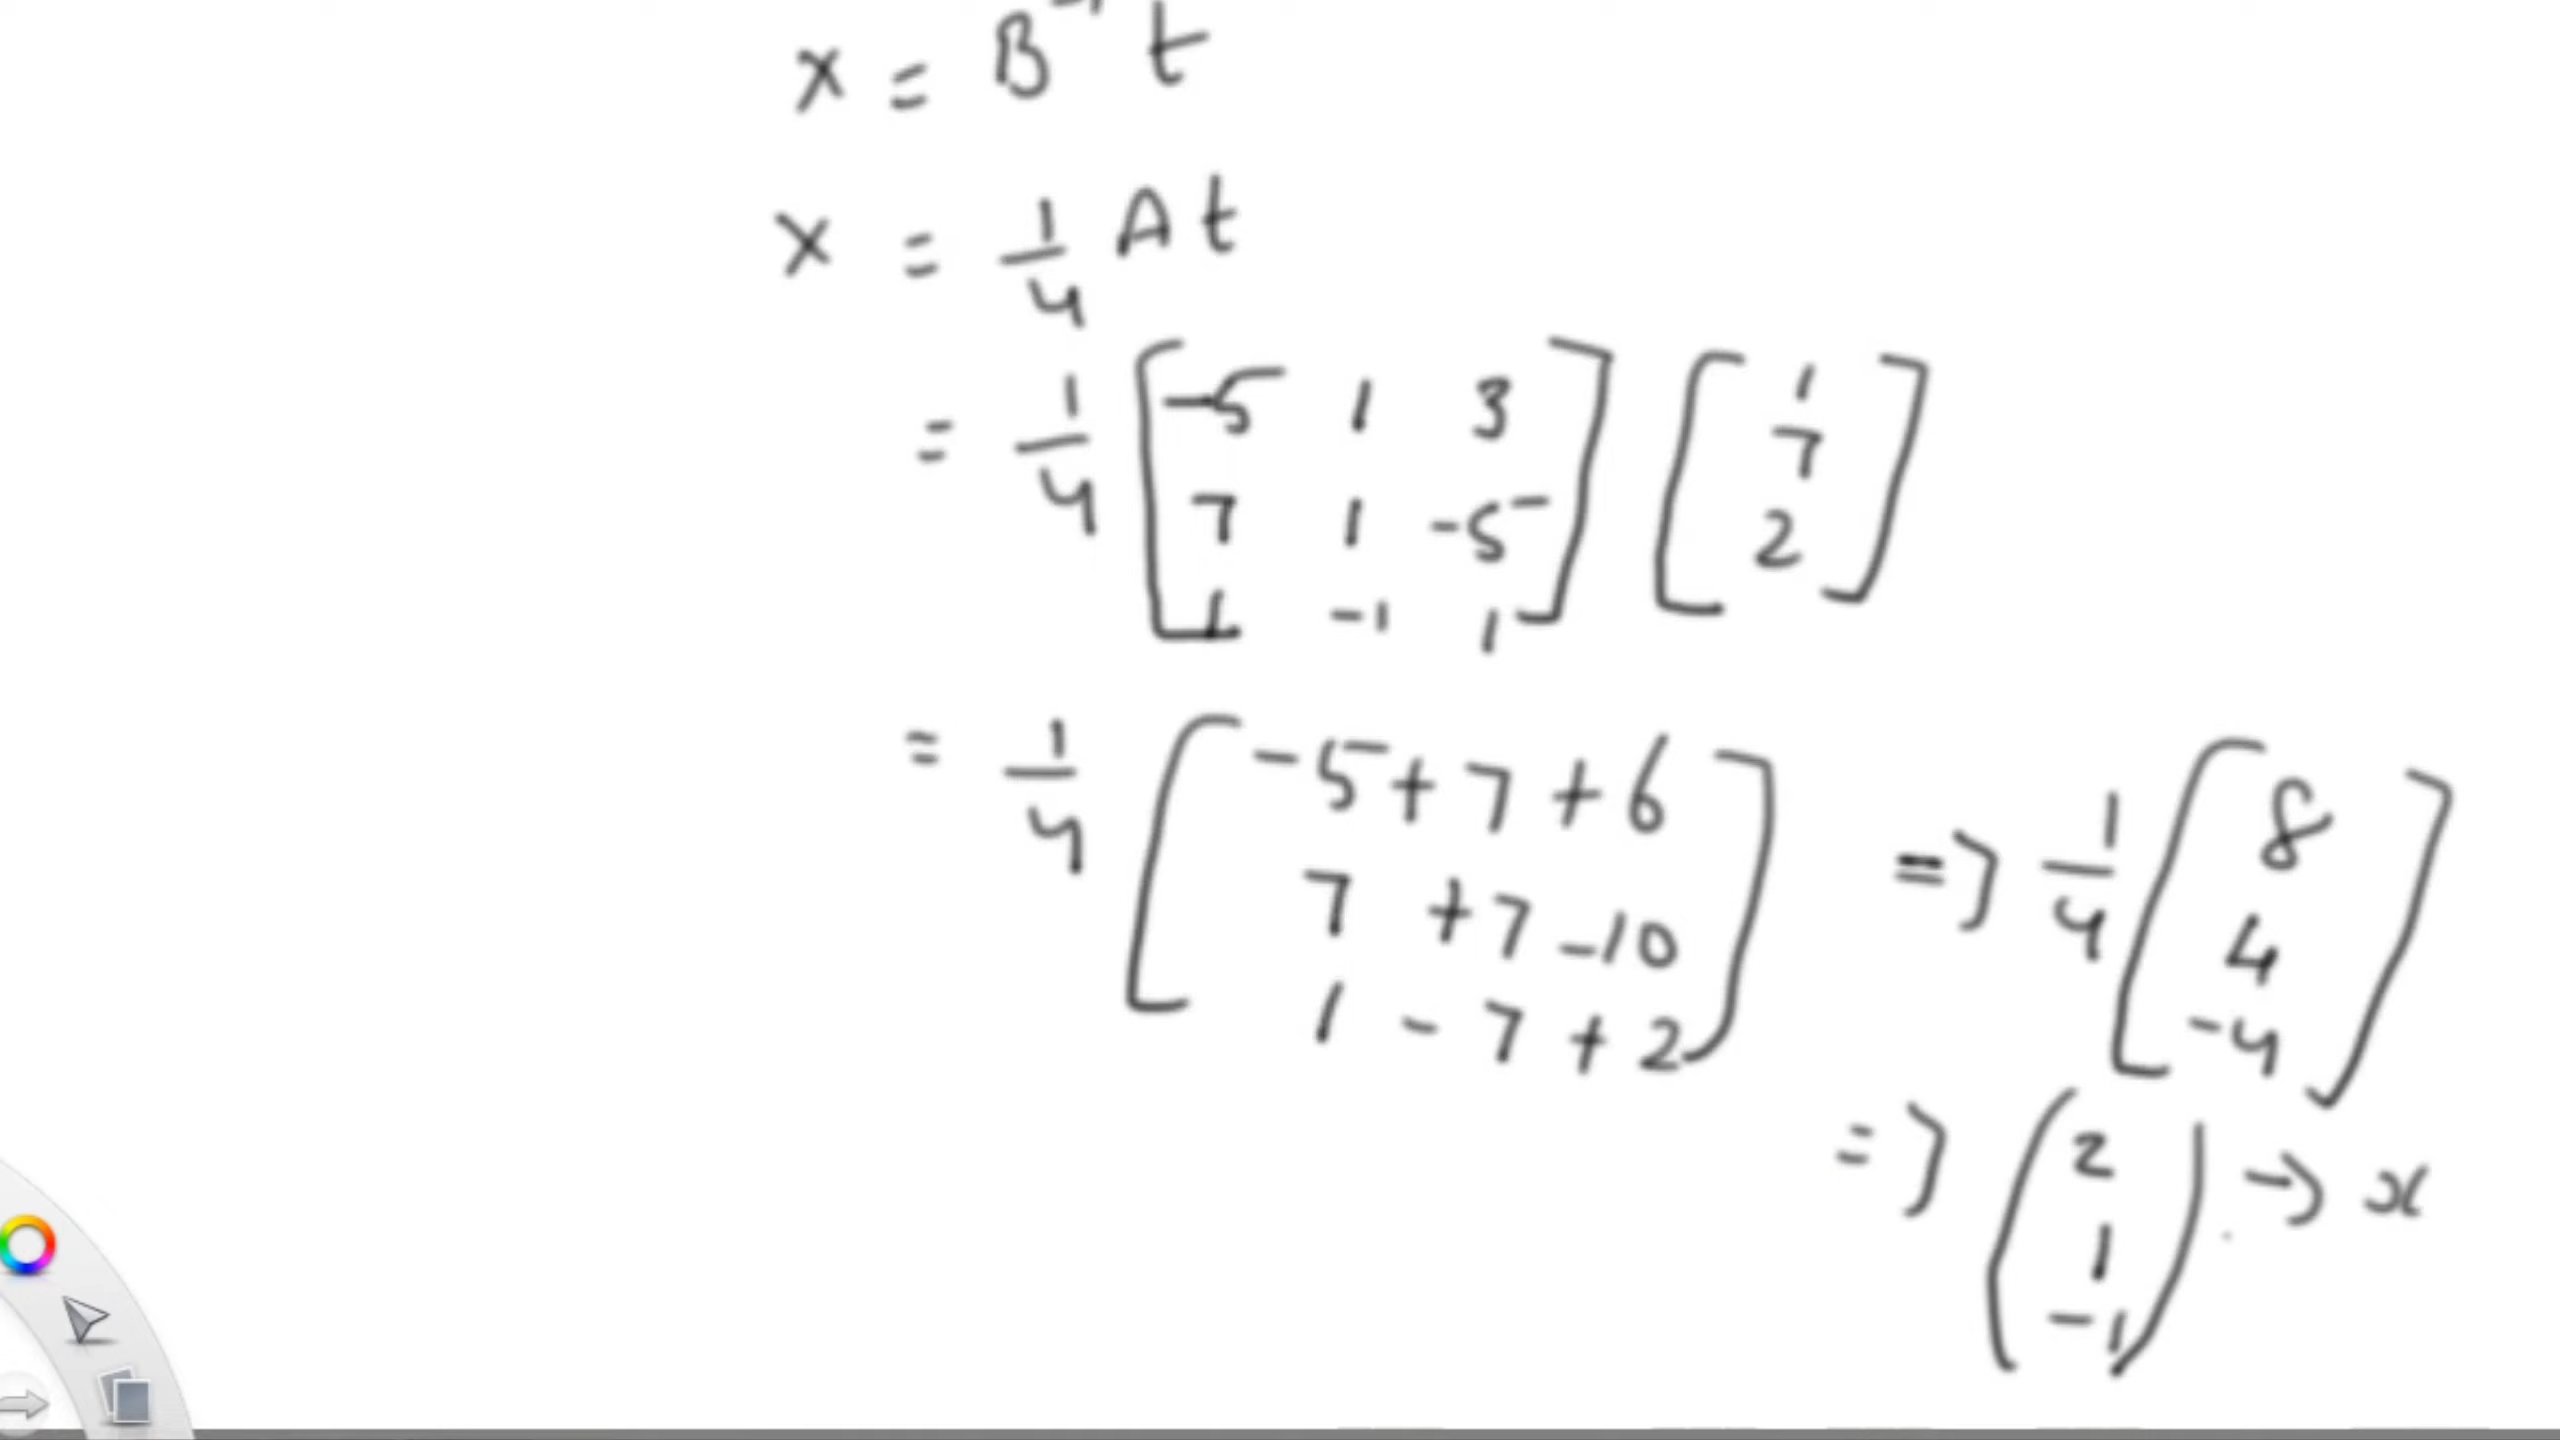 x = B⁻¹ t
x = 1/4 A t
= 1/4 [-5 1 3] [1]
[7 1 -5] [7]
[1 -1 1] [2]
= 1/4 [-5 + 7 + 6] => 1/4 [8]
[7 + 7 - 10] [4]
[1 - 7 + 2] [-4]
=> (2) → x
(1)
(-1)